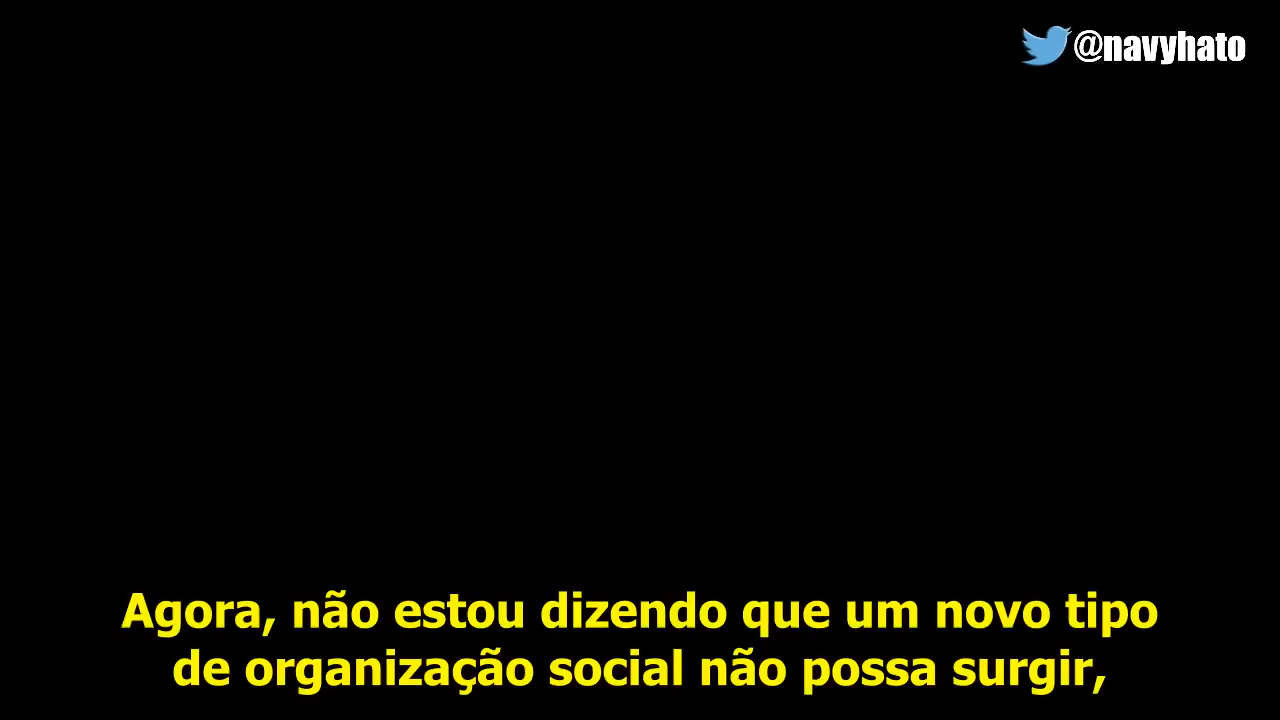 @navyhato
Agora, não estou dizendo que um novo tipo
de organização social não possa surgir,